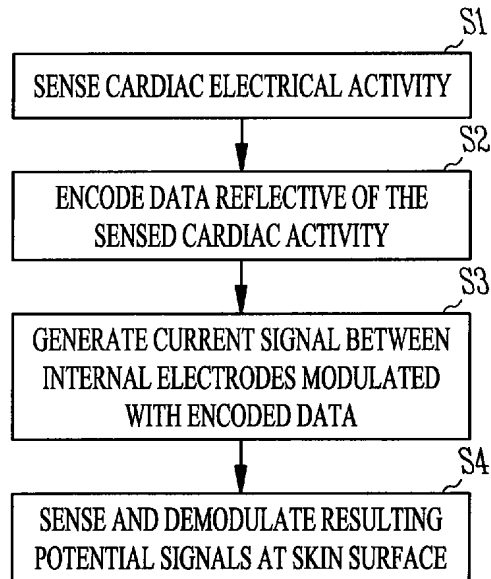 S1
SENSE CARDIAC ELECTRICAL ACTIVITY
S2
ENCODE DATA REFLECTIVE OF THE
SENSED CARDIAC ACTIVITY
S3
GENERATE CURRENT SIGNAL BETWEEN
INTERNAL ELECTRODES MODULATED
WITH ENCODED DATA
S4
SENSE AND DEMODULATE RESULTING
POTENTIAL SIGNALS AT SKIN SURFACE